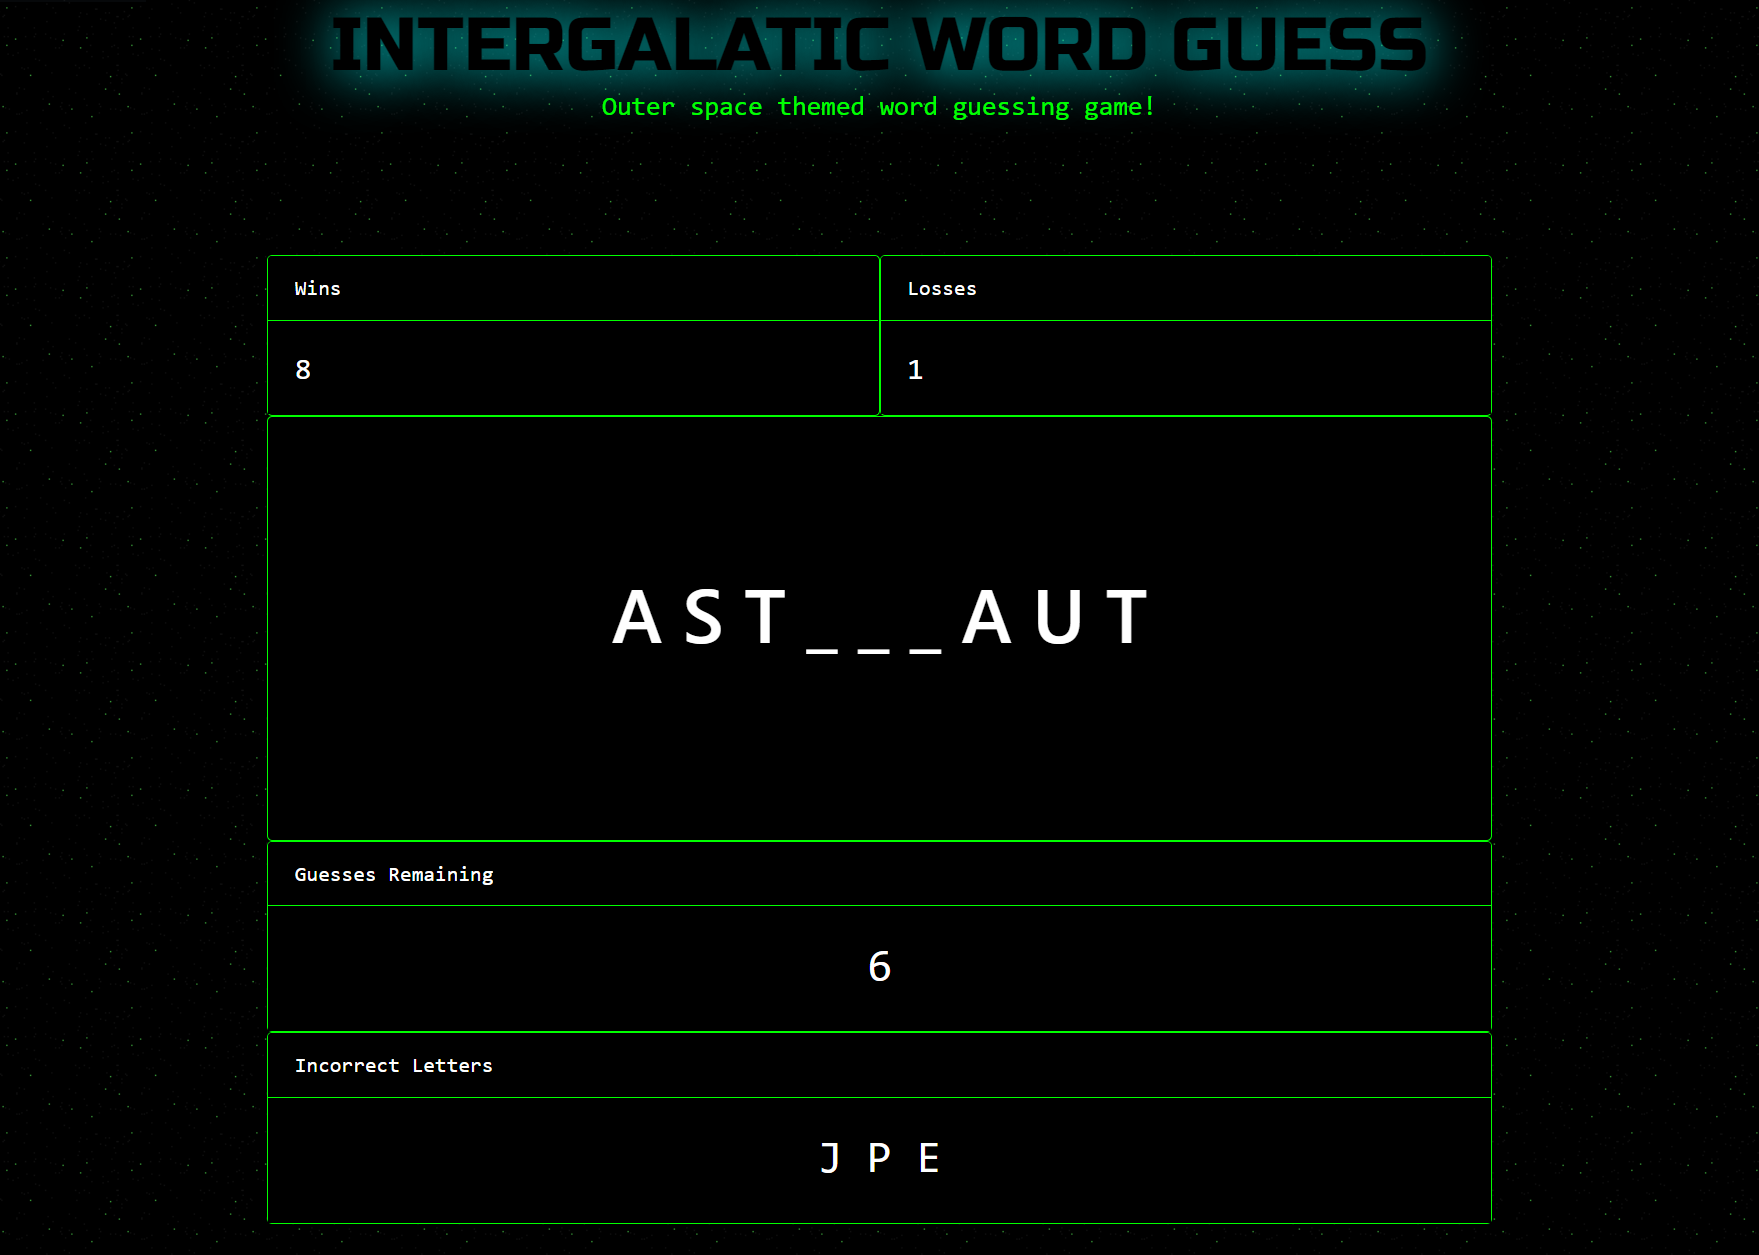 INTERGALATIC WORD GUESS
Outer space themed word guessing game!
Wins
Losses
8
1
A S T _ _ _ A U T
Guesses Remaining
6
Incorrect Letters
J P E